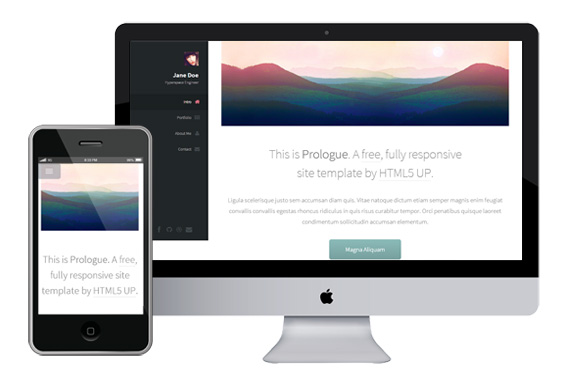 Jane Doe
Hyperspace Engineer
Intro
Portfolio
About Me
Contact
This is Prologue. A free, fully responsive
site template by HTML5 UP.
Ligula scelerisque justo sem accumsan diam quis. Vitae natoque dictum etiam semper magnis enim feugiat
convallis convallis egestas rhoncus ridiculus in quis risus curabitur tempor. Orci penatibus quisque laoreet
condimentum sollicitudin accumsan elementum.
Magna Aliquam
This is Prologue. A free,
fully responsive site
template by HTML5 UP.